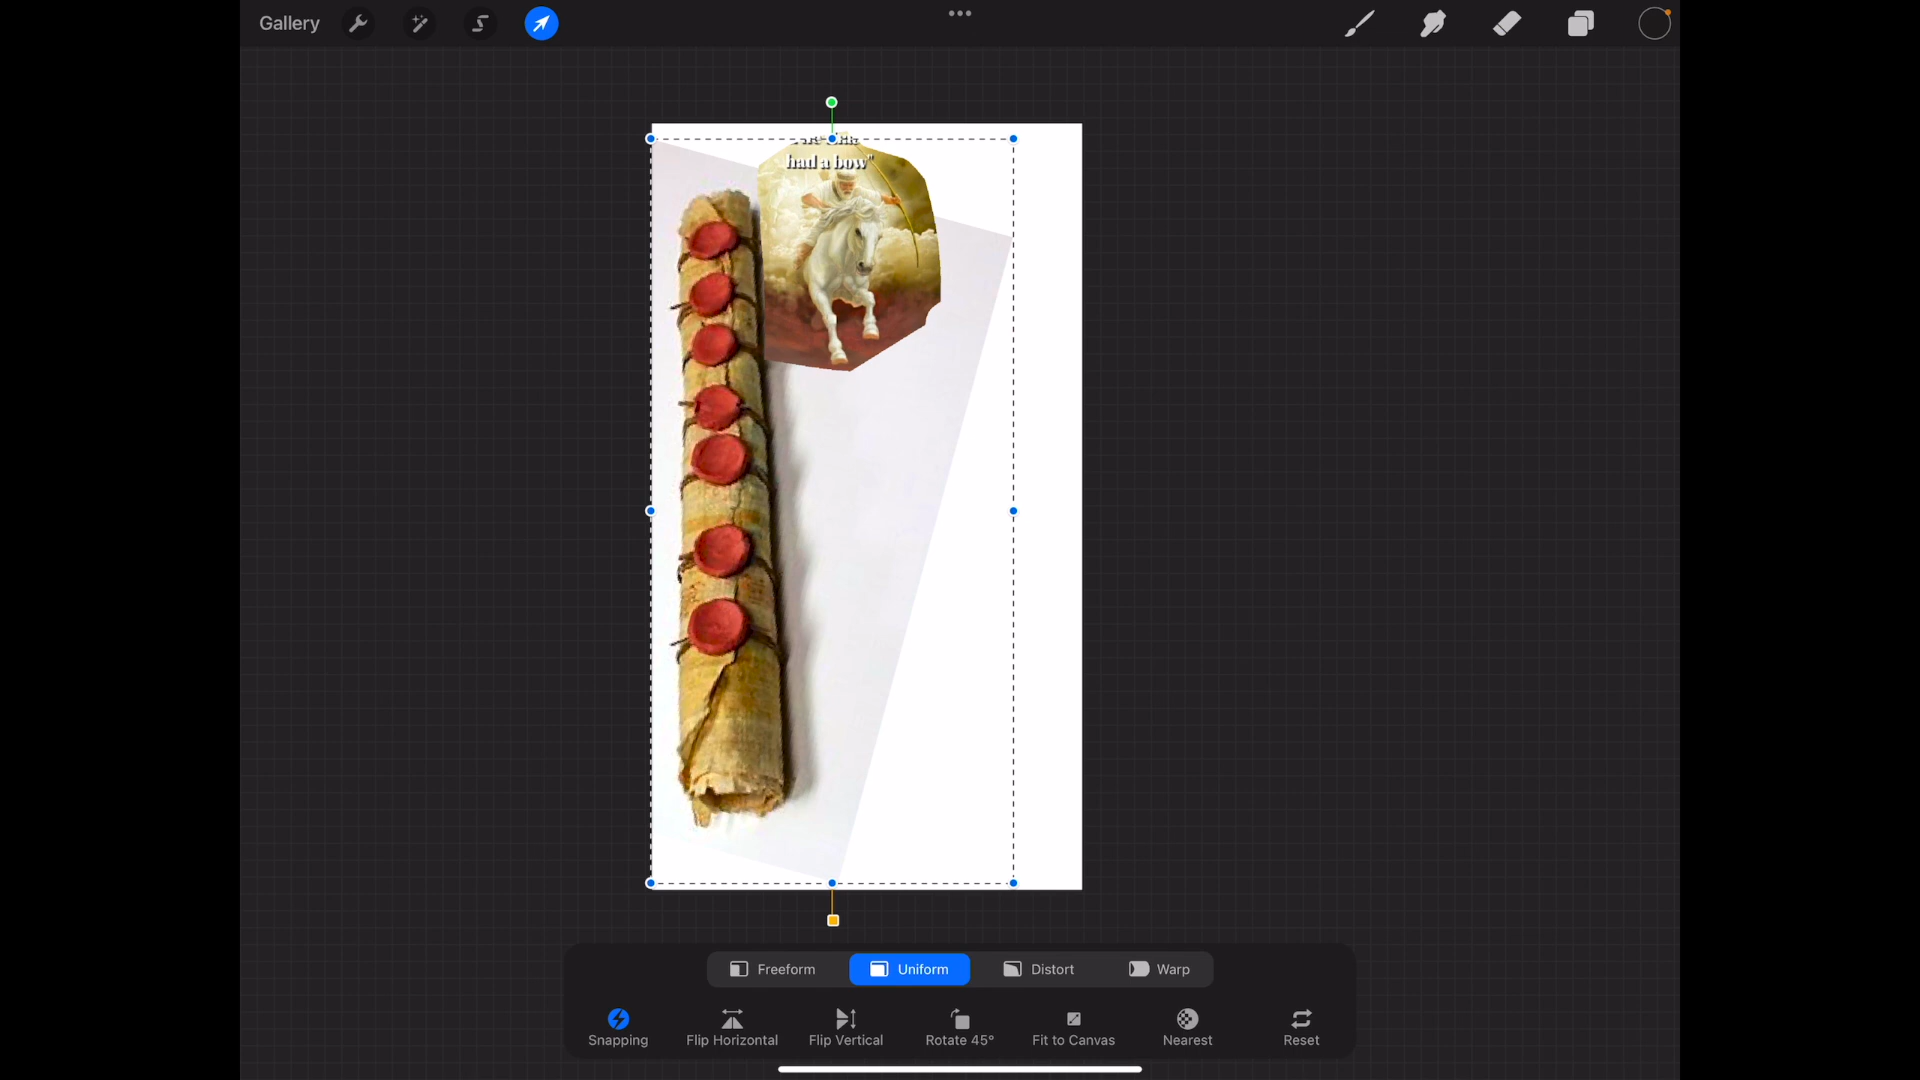 Gallery
had a bow"
Freeform
Uniform
Distort
Warp
Snapping
Flip Horizontal
Flip Vertical
Rotate 45°
Fit to Canvas
Nearest
Reset